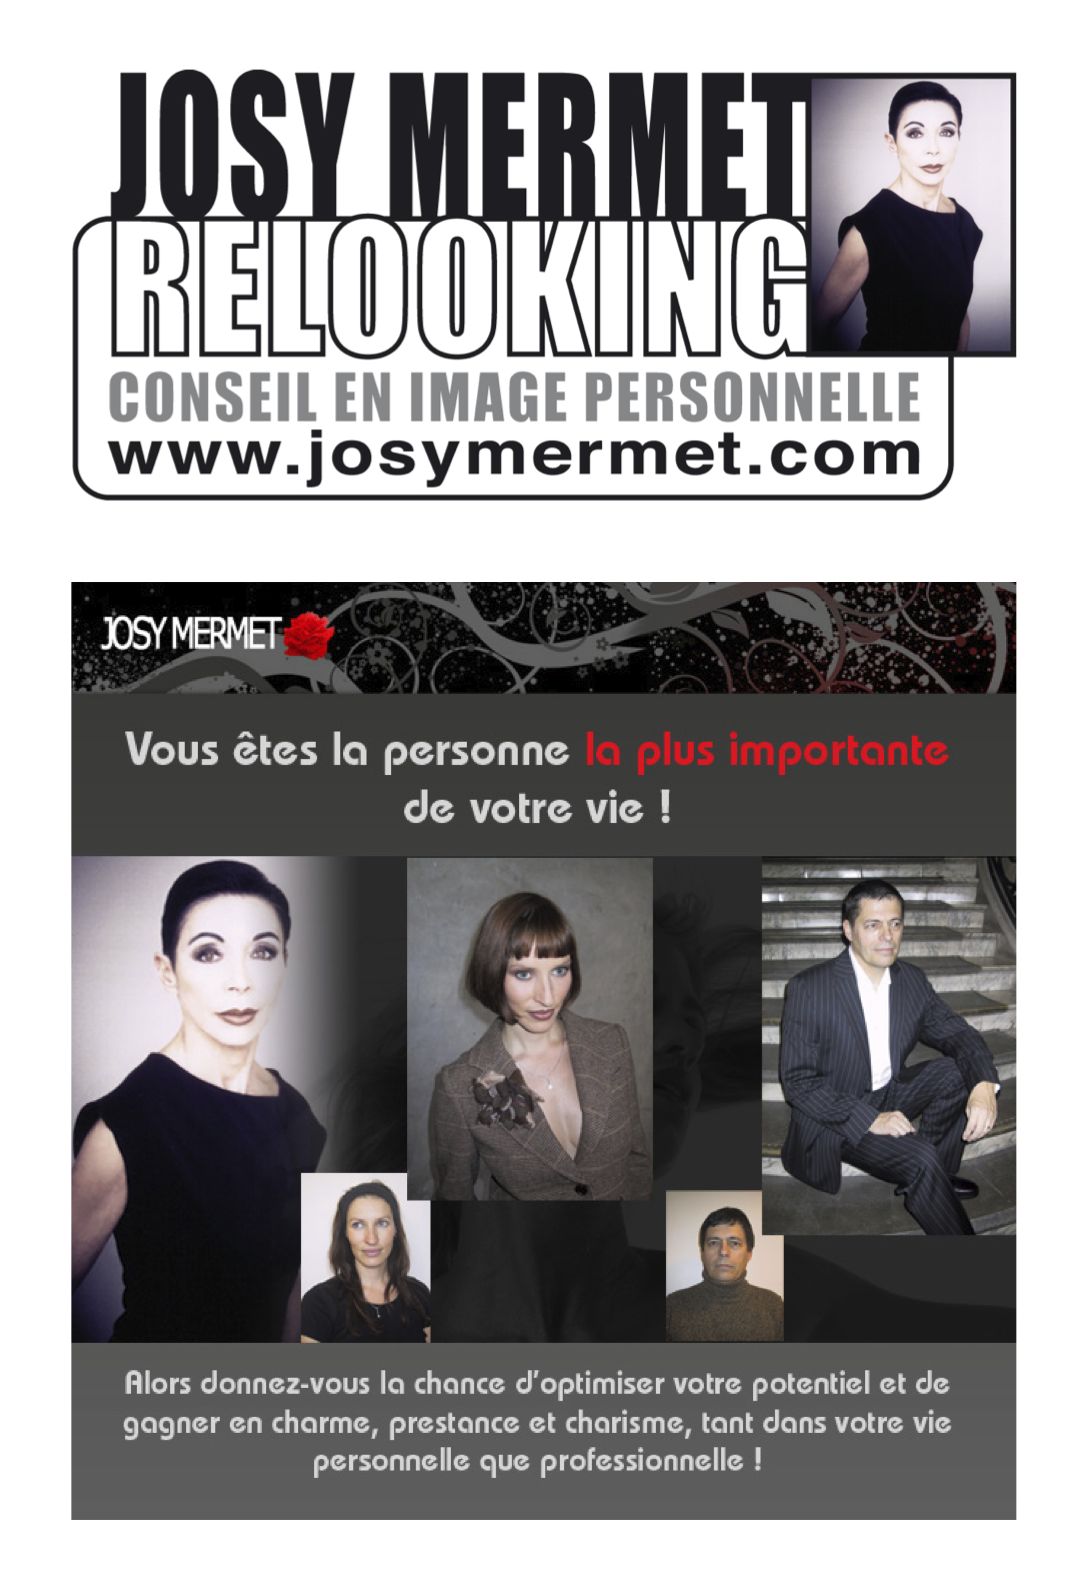 JOSY MERMET
RELOOKING
CONSEIL EN IMAGE PERSONNELLE
www.josymermet.com
JOSY MERMET
Vous êtes la personne la plus importante
de votre vie !
Alors donnez-vous la chance d'optimiser votre potentiel et de
gagner en charme, prestance et charisme, tant dans votre vie
personnelle que professionnelle !